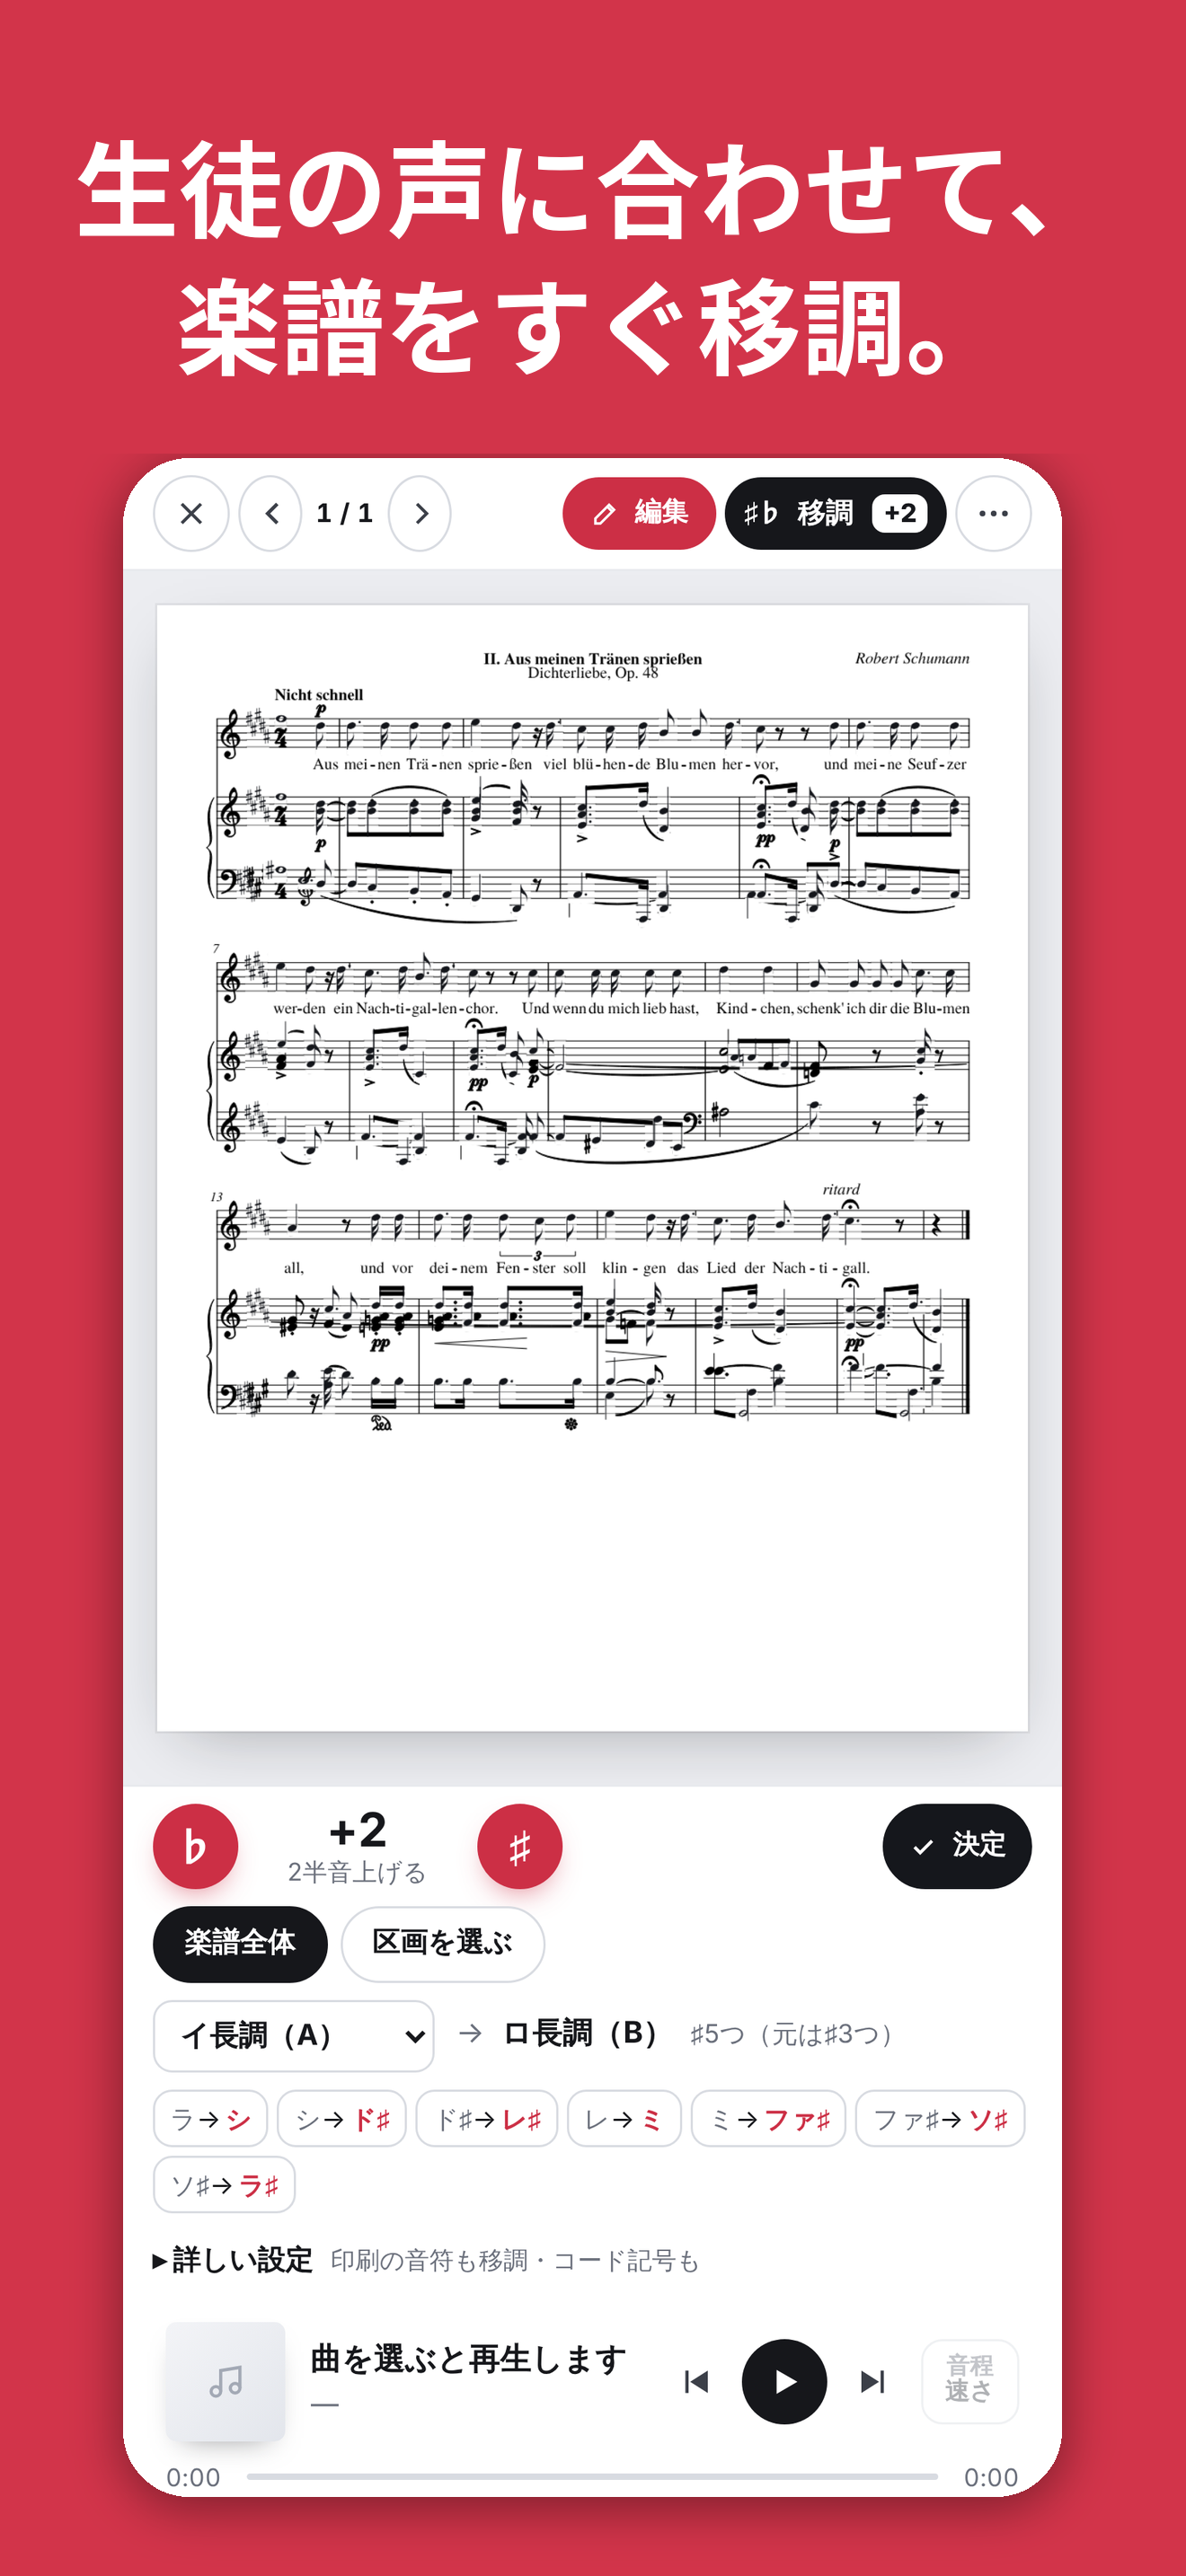 生徒の声に合わせて、
楽譜をすぐ移調。
1 / 1
編集
♯♭ 移調 +2
II. Aus meinen Tränen sprießen
Robert Schumann
Dichterliebe, Op. 48
Nicht schnell
p
Aus mei-nen Trä-nen sprie-ßen viel blü-hen-de Blu-men her-vor, und mei-ne Seuf-zer
p pp p
7
wer-den ein Nach-ti-gal-len-chor. Und wenn du mich lieb hast, Kind-chen, schenk' ich dir die Blu-men
pp p
13
ritard
3
all, und vor dei-nem Fen-ster soll klin-gen das Lied der Nach-ti-gall.
pp pp
♭ +2 ♯ 決定
2半音上げる
楽譜全体 区画を選ぶ
イ長調（A） → ロ長調（B） ♯5つ（元は♯3つ）
ラ→シ シ→ド♯ ド♯→レ♯ レ→ミ ミ→ファ♯ ファ♯→ソ♯
ソ♯→ラ♯
▸詳しい設定 印刷の音符も移調・コード記号も
曲を選ぶと再生します
—
音程
速さ
0:00 0:00